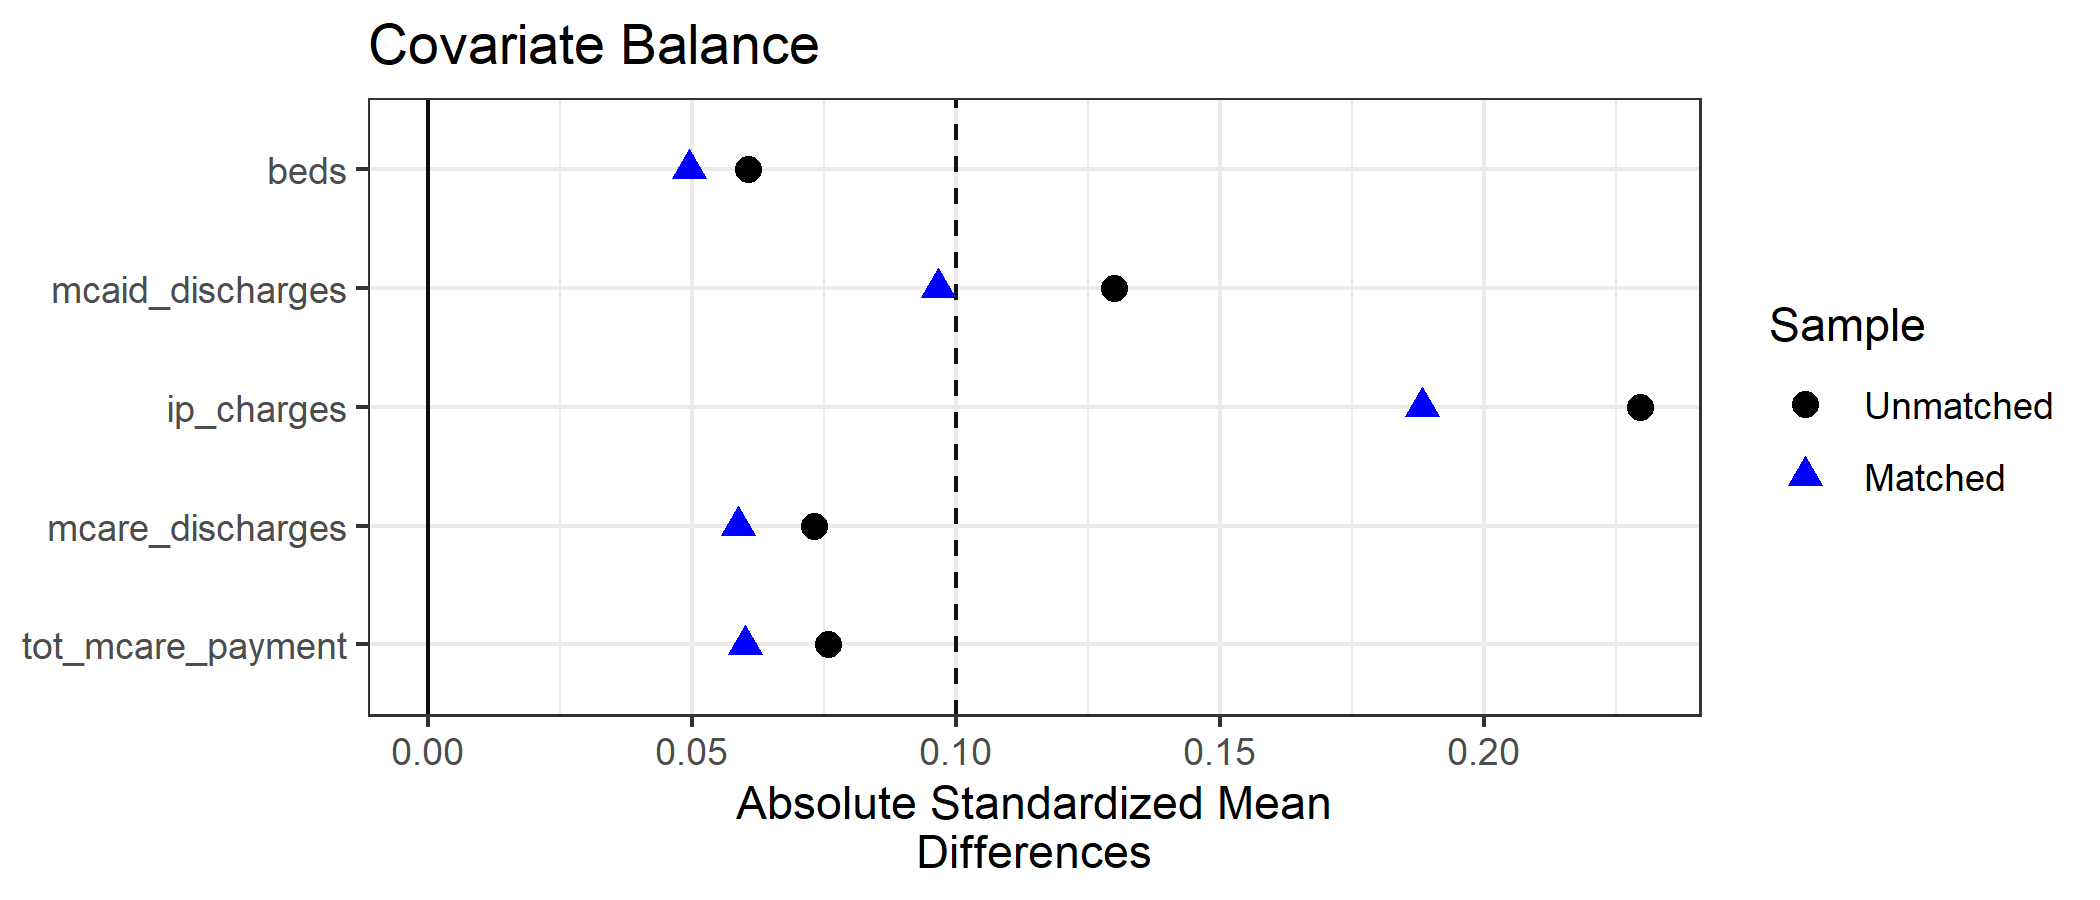 Covariate Balance
beds
mcaid_discharges
ip_charges
mcare_discharges
tot_mcare_payment
0.00 0.05 0.10 0.15 0.20
Absolute Standardized Mean
Differences
Sample
Unmatched
Matched